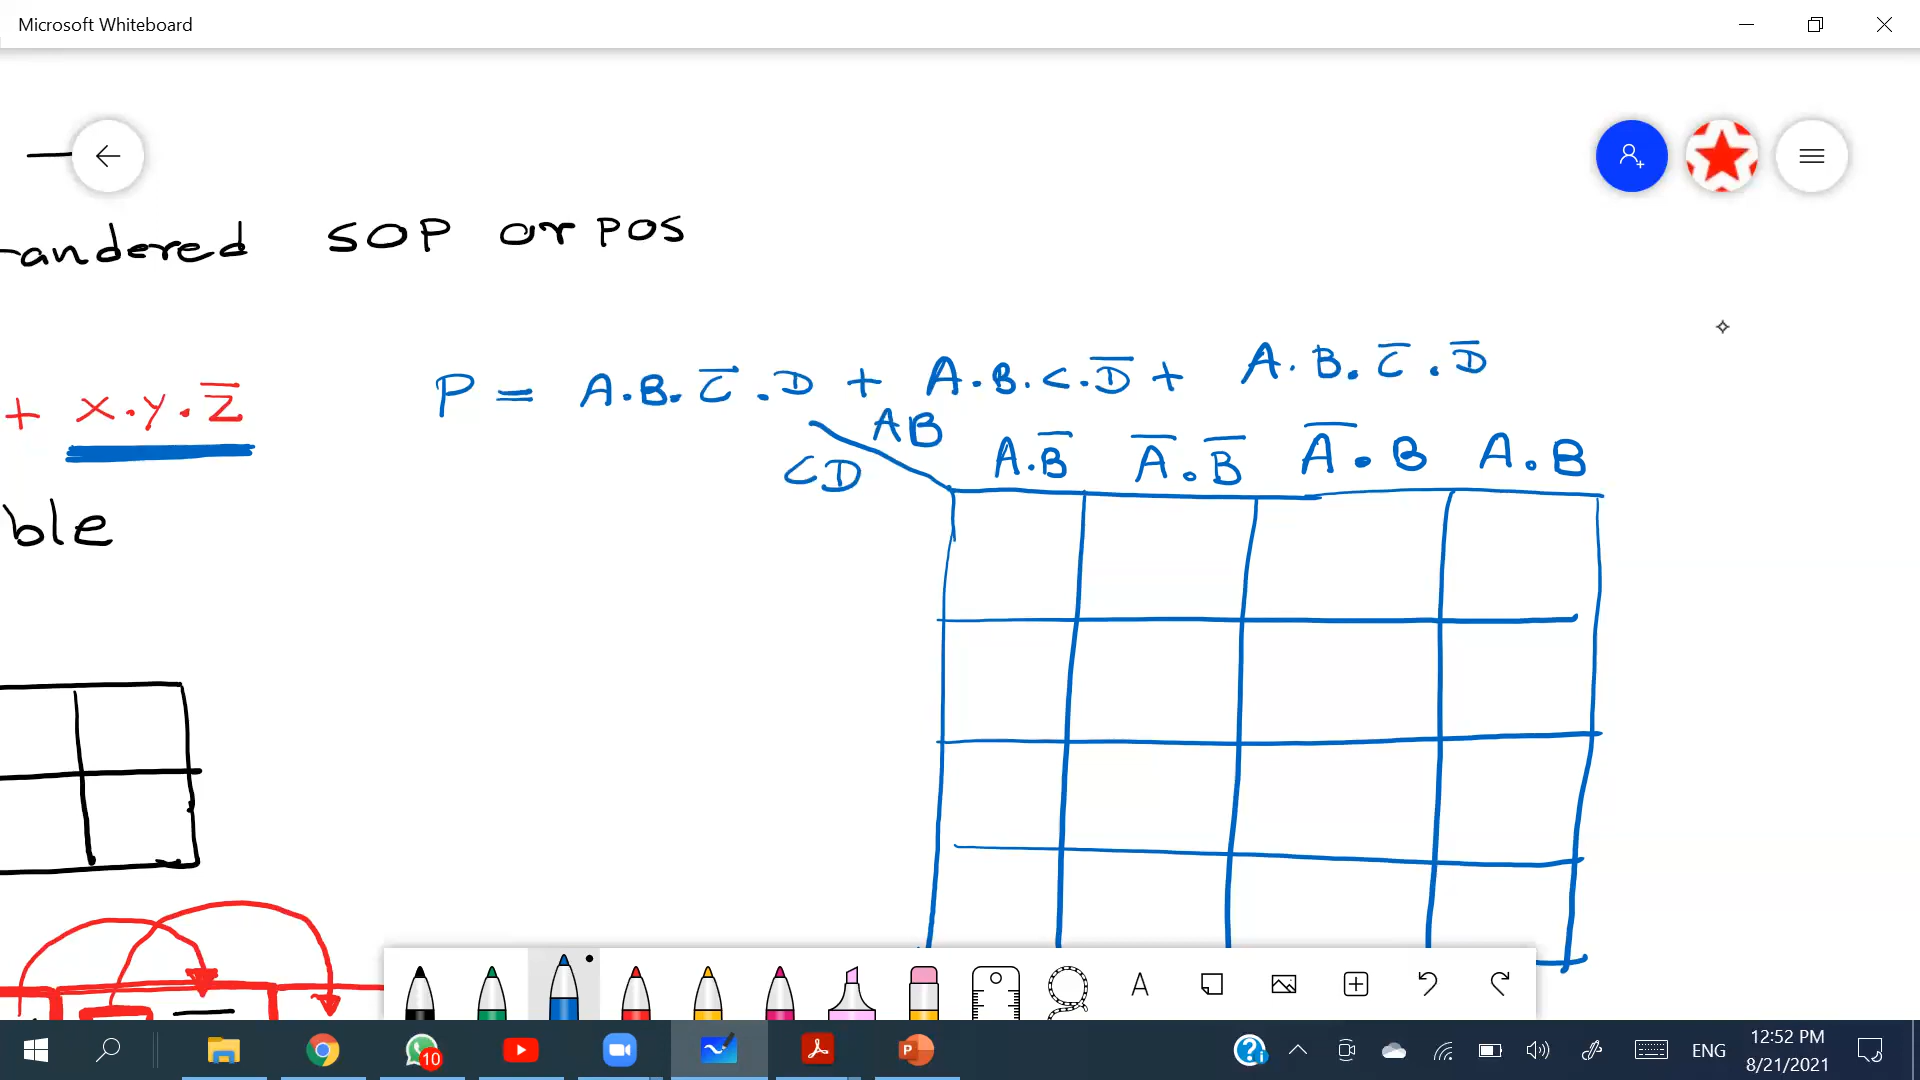 Microsoft Whiteboard
andered SOP or POS
P = A.B.C̅.D + A.B.C.D̅ + A.B.C̅.D̅
+ x.y.z̅
AB
CD
A.B̅ A̅.B̅ A̅.B A.B
ble
A
10
P
ENG
12:52 PM
8/21/2021